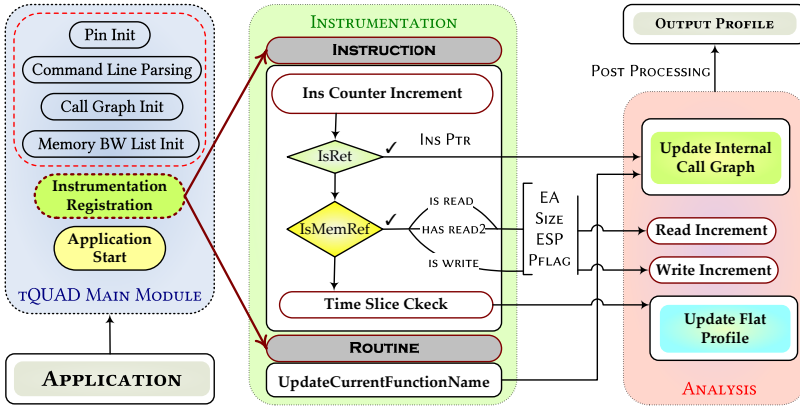 Pin Init
Command Line Parsing
Call Graph Init
Memory BW List Init
Instrumentation
Registration
Application
Start
tQUAD Main Module
Application
Instrumentation
Instruction
Ins Counter Increment
IsRet
✓
Ins Ptr
IsMemRef
✓
is read
has read2
is write
EA
Size
ESP
Pflag
Time Slice Ckeck
Routine
UpdateCurrentFunctionName
Output Profile
Post Processing
Update Internal
Call Graph
Read Increment
Write Increment
Update Flat
Profile
Analysis